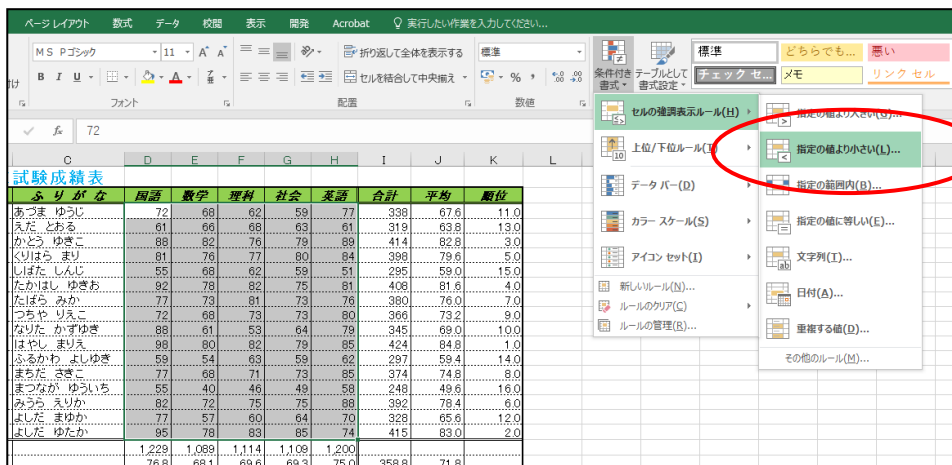 ページ レイアウト 数式 データ 校閲 表示 開発 Acrobat 実行したい作業を入力してください...
ＭＳ Ｐゴシック 11 A A 折り返して全体を表示する 標準
B I U A セルを結合して中央揃え % ,
フォント 配置 数値
条件付き書式 テーブルとして書式設定
標準 どちらでも... 悪い
チェック セ... メモ リンク セル
fx 72
セルの強調表示ルール(H)
上位/下位ルール(T)
データ バー(D)
カラー スケール(S)
アイコン セット(I)
新しいルール(N)...
ルールのクリア(C)
ルールの管理(R)...
指定の値より大きい(G)...
指定の値より小さい(L)...
指定の範囲内(B)...
指定の値に等しい(E)...
文字列(T)...
日付(A)...
重複する値(D)...
その他のルール(M)...
C D E F G H I J K L
試験成績表
ふりがな 国語 数学 理科 社会 英語 合計 平均 順位
あづま ゆうじ 72 68 62 59 77 338 67.6 11.0
えだ とおる 61 66 68 63 61 319 63.8 13.0
かとう ゆきこ 88 82 76 79 89 414 82.8 3.0
くりはら まり 81 76 77 80 84 398 79.6 5.0
しばた しんじ 55 68 62 59 51 295 59.0 15.0
たかはし ゆきお 92 78 82 75 81 408 81.6 4.0
たばら みか 77 73 81 73 76 380 76.0 7.0
つちや りえこ 72 68 73 73 80 366 73.2 9.0
なりた かずゆき 88 61 53 64 79 345 69.0 10.0
はやし まりえ 98 80 82 79 85 424 84.8 1.0
ふるかわ よしゆき 59 54 63 59 62 297 59.4 14.0
まちだ さきこ 77 68 71 73 85 374 74.8 8.0
まつなが ゆういち 55 40 46 49 58 248 49.6 16.0
みうら えりか 82 72 75 75 88 392 78.4 6.0
よしだ まゆか 77 57 60 64 70 328 65.6 12.0
よしだ ゆたか 95 78 83 85 74 415 83.0 2.0
1,229 1,089 1,114 1,109 1,200
76.8 68.1 69.6 69.3 75.0 358.8 71.8